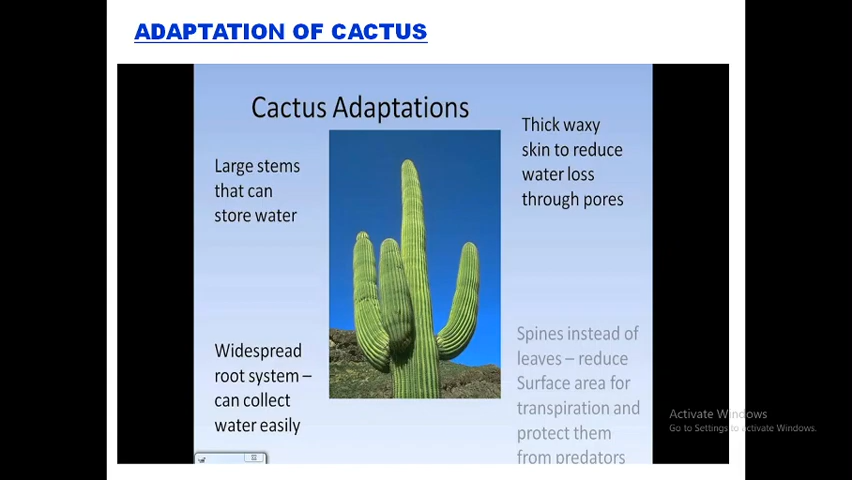 ADAPTATION OF CACTUS
Cactus Adaptations
Large stems
that can
store water
Thick waxy
skin to reduce
water loss
through pores
Widespread
root system –
can collect
water easily
Spines instead of
leaves – reduce
Surface area for
transpiration and
protect them
from predators
Activate Windows
Go to Settings to activate Windows.